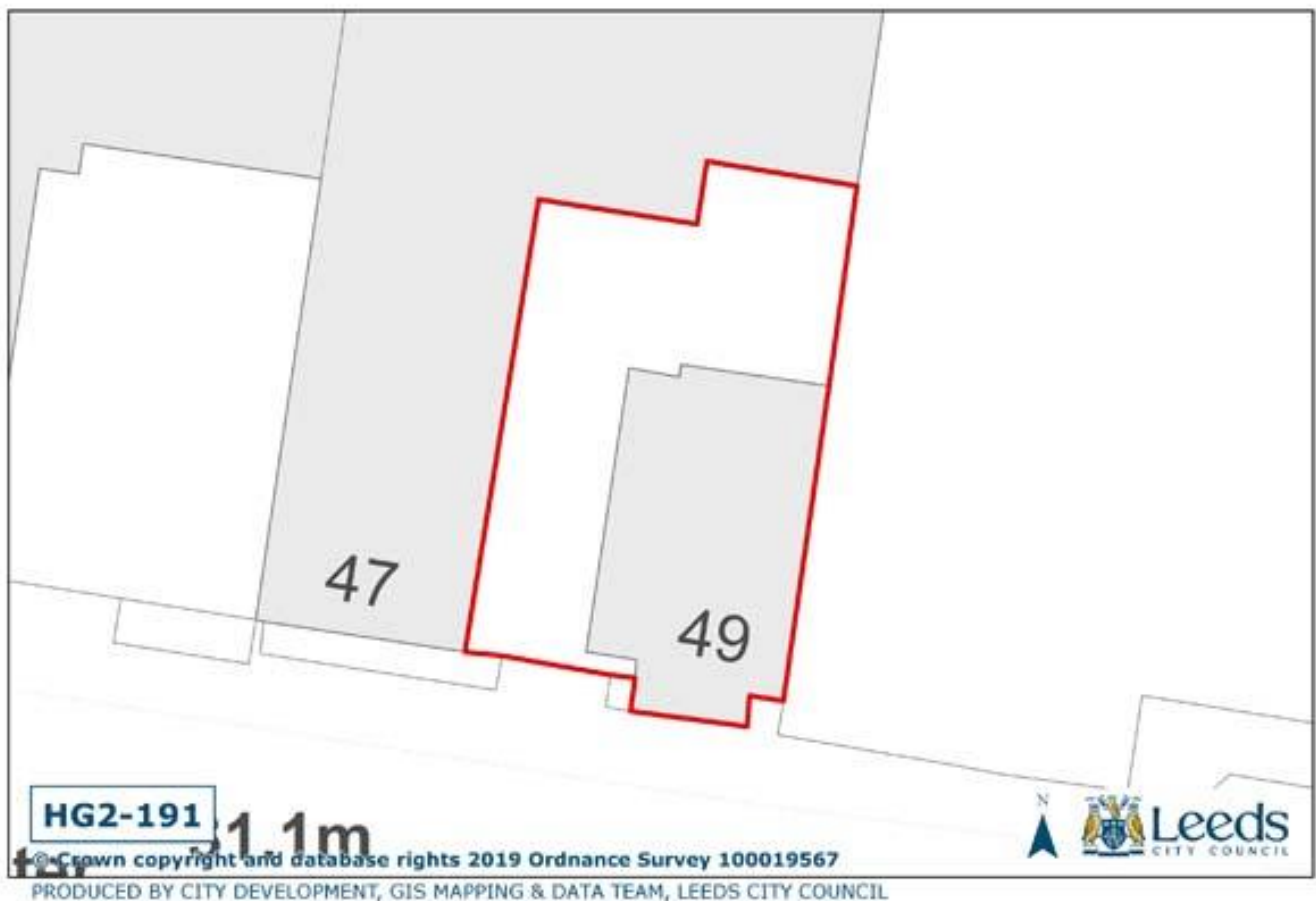 47
49
N
HG2-191
1.1m
Leeds
CITY COUNCIL
© Crown copyright and database rights 2019 Ordnance Survey 100019567
PRODUCED BY CITY DEVELOPMENT, GIS MAPPING & DATA TEAM, LEEDS CITY COUNCIL